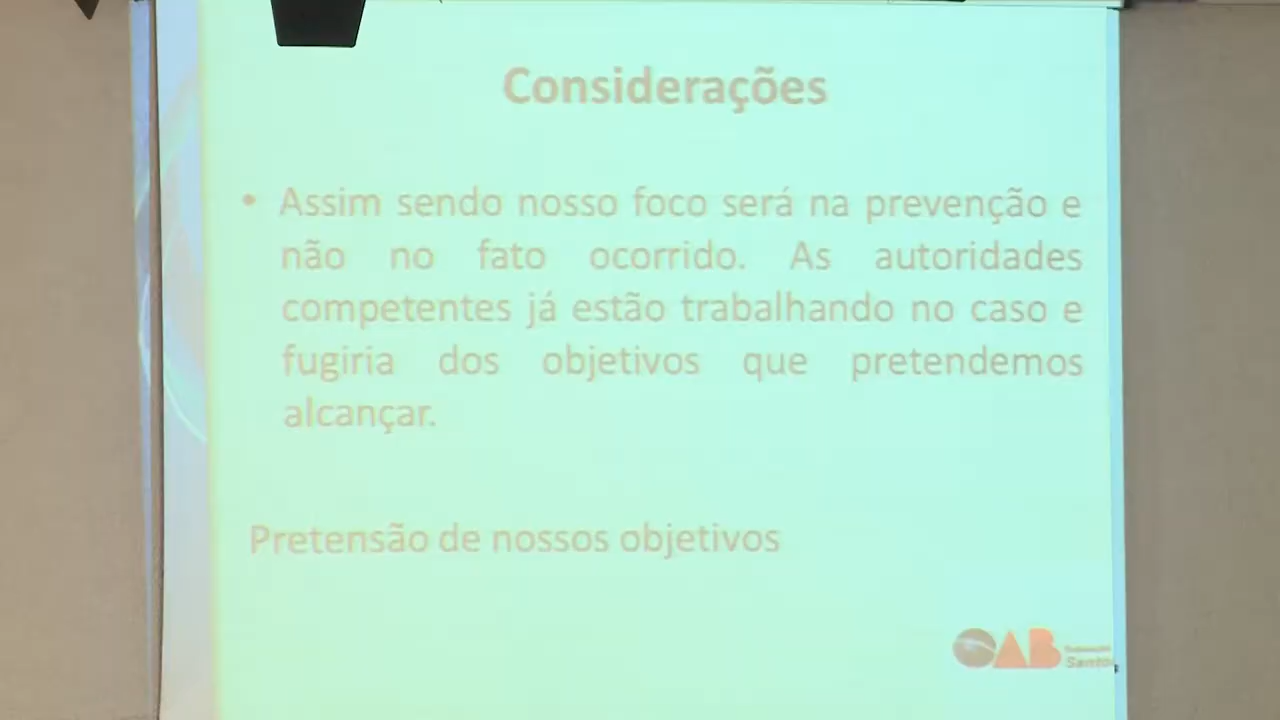 Considerações
• Assim sendo nosso foco será na prevenção e
não no fato ocorrido. As autoridades
competentes já estão trabalhando no caso e
fugiria dos objetivos que pretendemos
alcançar.
Pretensão de nossos objetivos
OAB
Santos